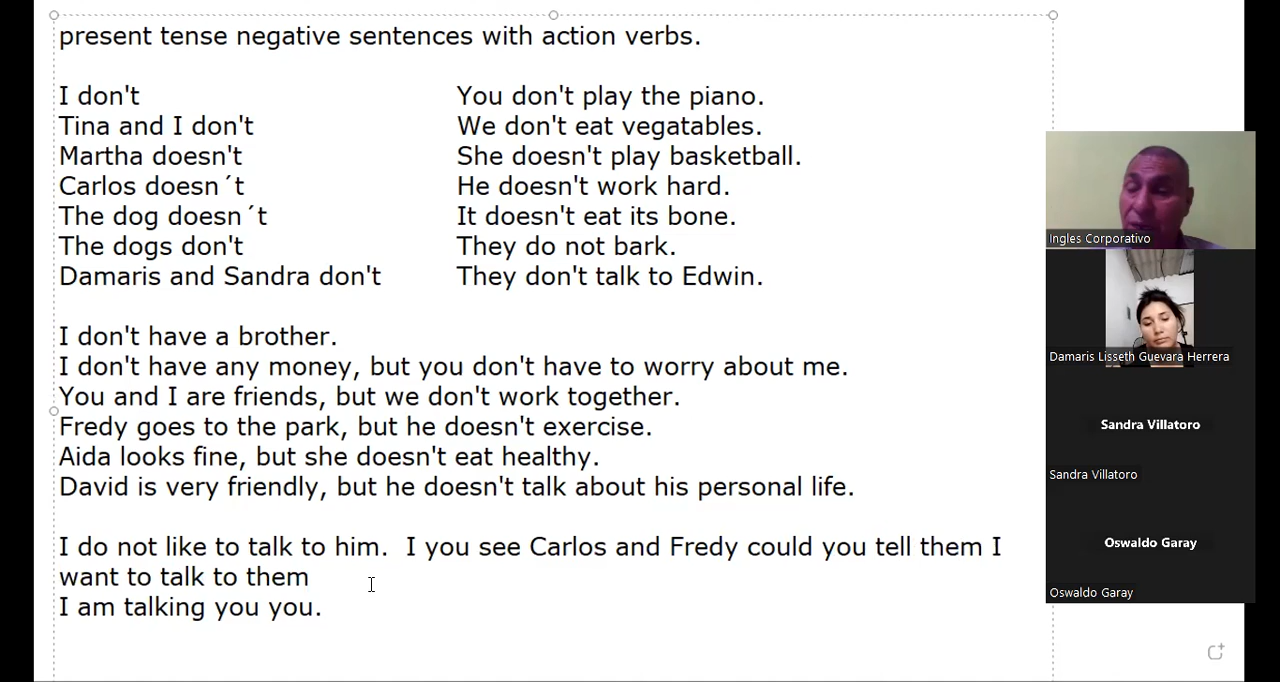 present tense negative sentences with action verbs.
I don't You don't play the piano.
Tina and I don't We don't eat vegatables.
Martha doesn't She doesn't play basketball.
Carlos doesn´t He doesn't work hard.
The dog doesn´t It doesn't eat its bone.
The dogs don't They do not bark.
Damaris and Sandra don't They don't talk to Edwin.
I don't have a brother.
I don't have any money, but you don't have to worry about me.
You and I are friends, but we don't work together.
Fredy goes to the park, but he doesn't exercise.
Aida looks fine, but she doesn't eat healthy.
David is very friendly, but he doesn't talk about his personal life.
I do not like to talk to him.  I you see Carlos and Fredy could you tell them I
want to talk to them
I am talking you you.
Ingles Corporativo
Damaris Lisseth Guevara Herrera
Sandra Villatoro
Sandra Villatoro
Oswaldo Garay
Oswaldo Garay